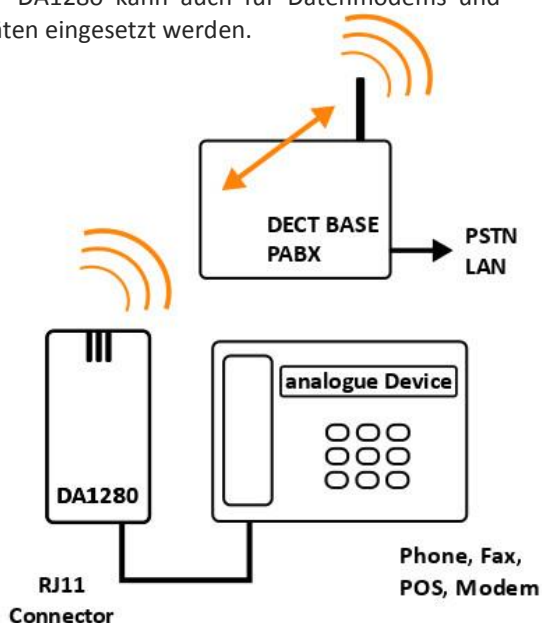 DA1280 kann auch für Datenmodems und
eingesetzt werden.
DECT BASE
PABX
PSTN
LAN
analogue Device
DA1280
RJ11
Connector
Phone, Fax,
POS, Modem